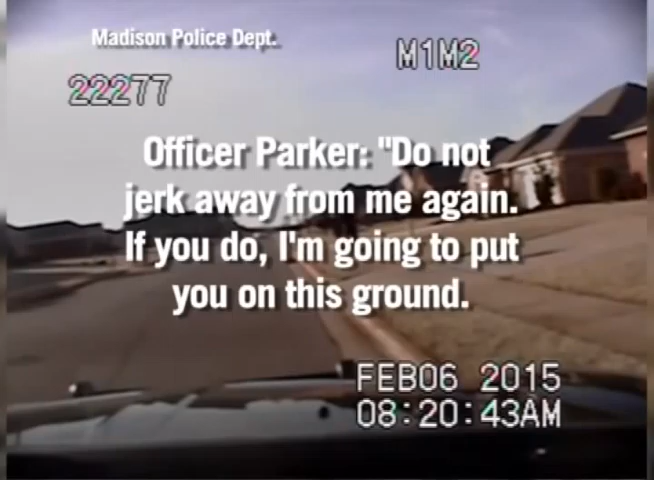 Madison Police Dept.
M1M2
22277
Officer Parker: "Do not
jerk away from me again.
If you do, I'm going to put
you on this ground.
FEB06 2015
08:20:43AM